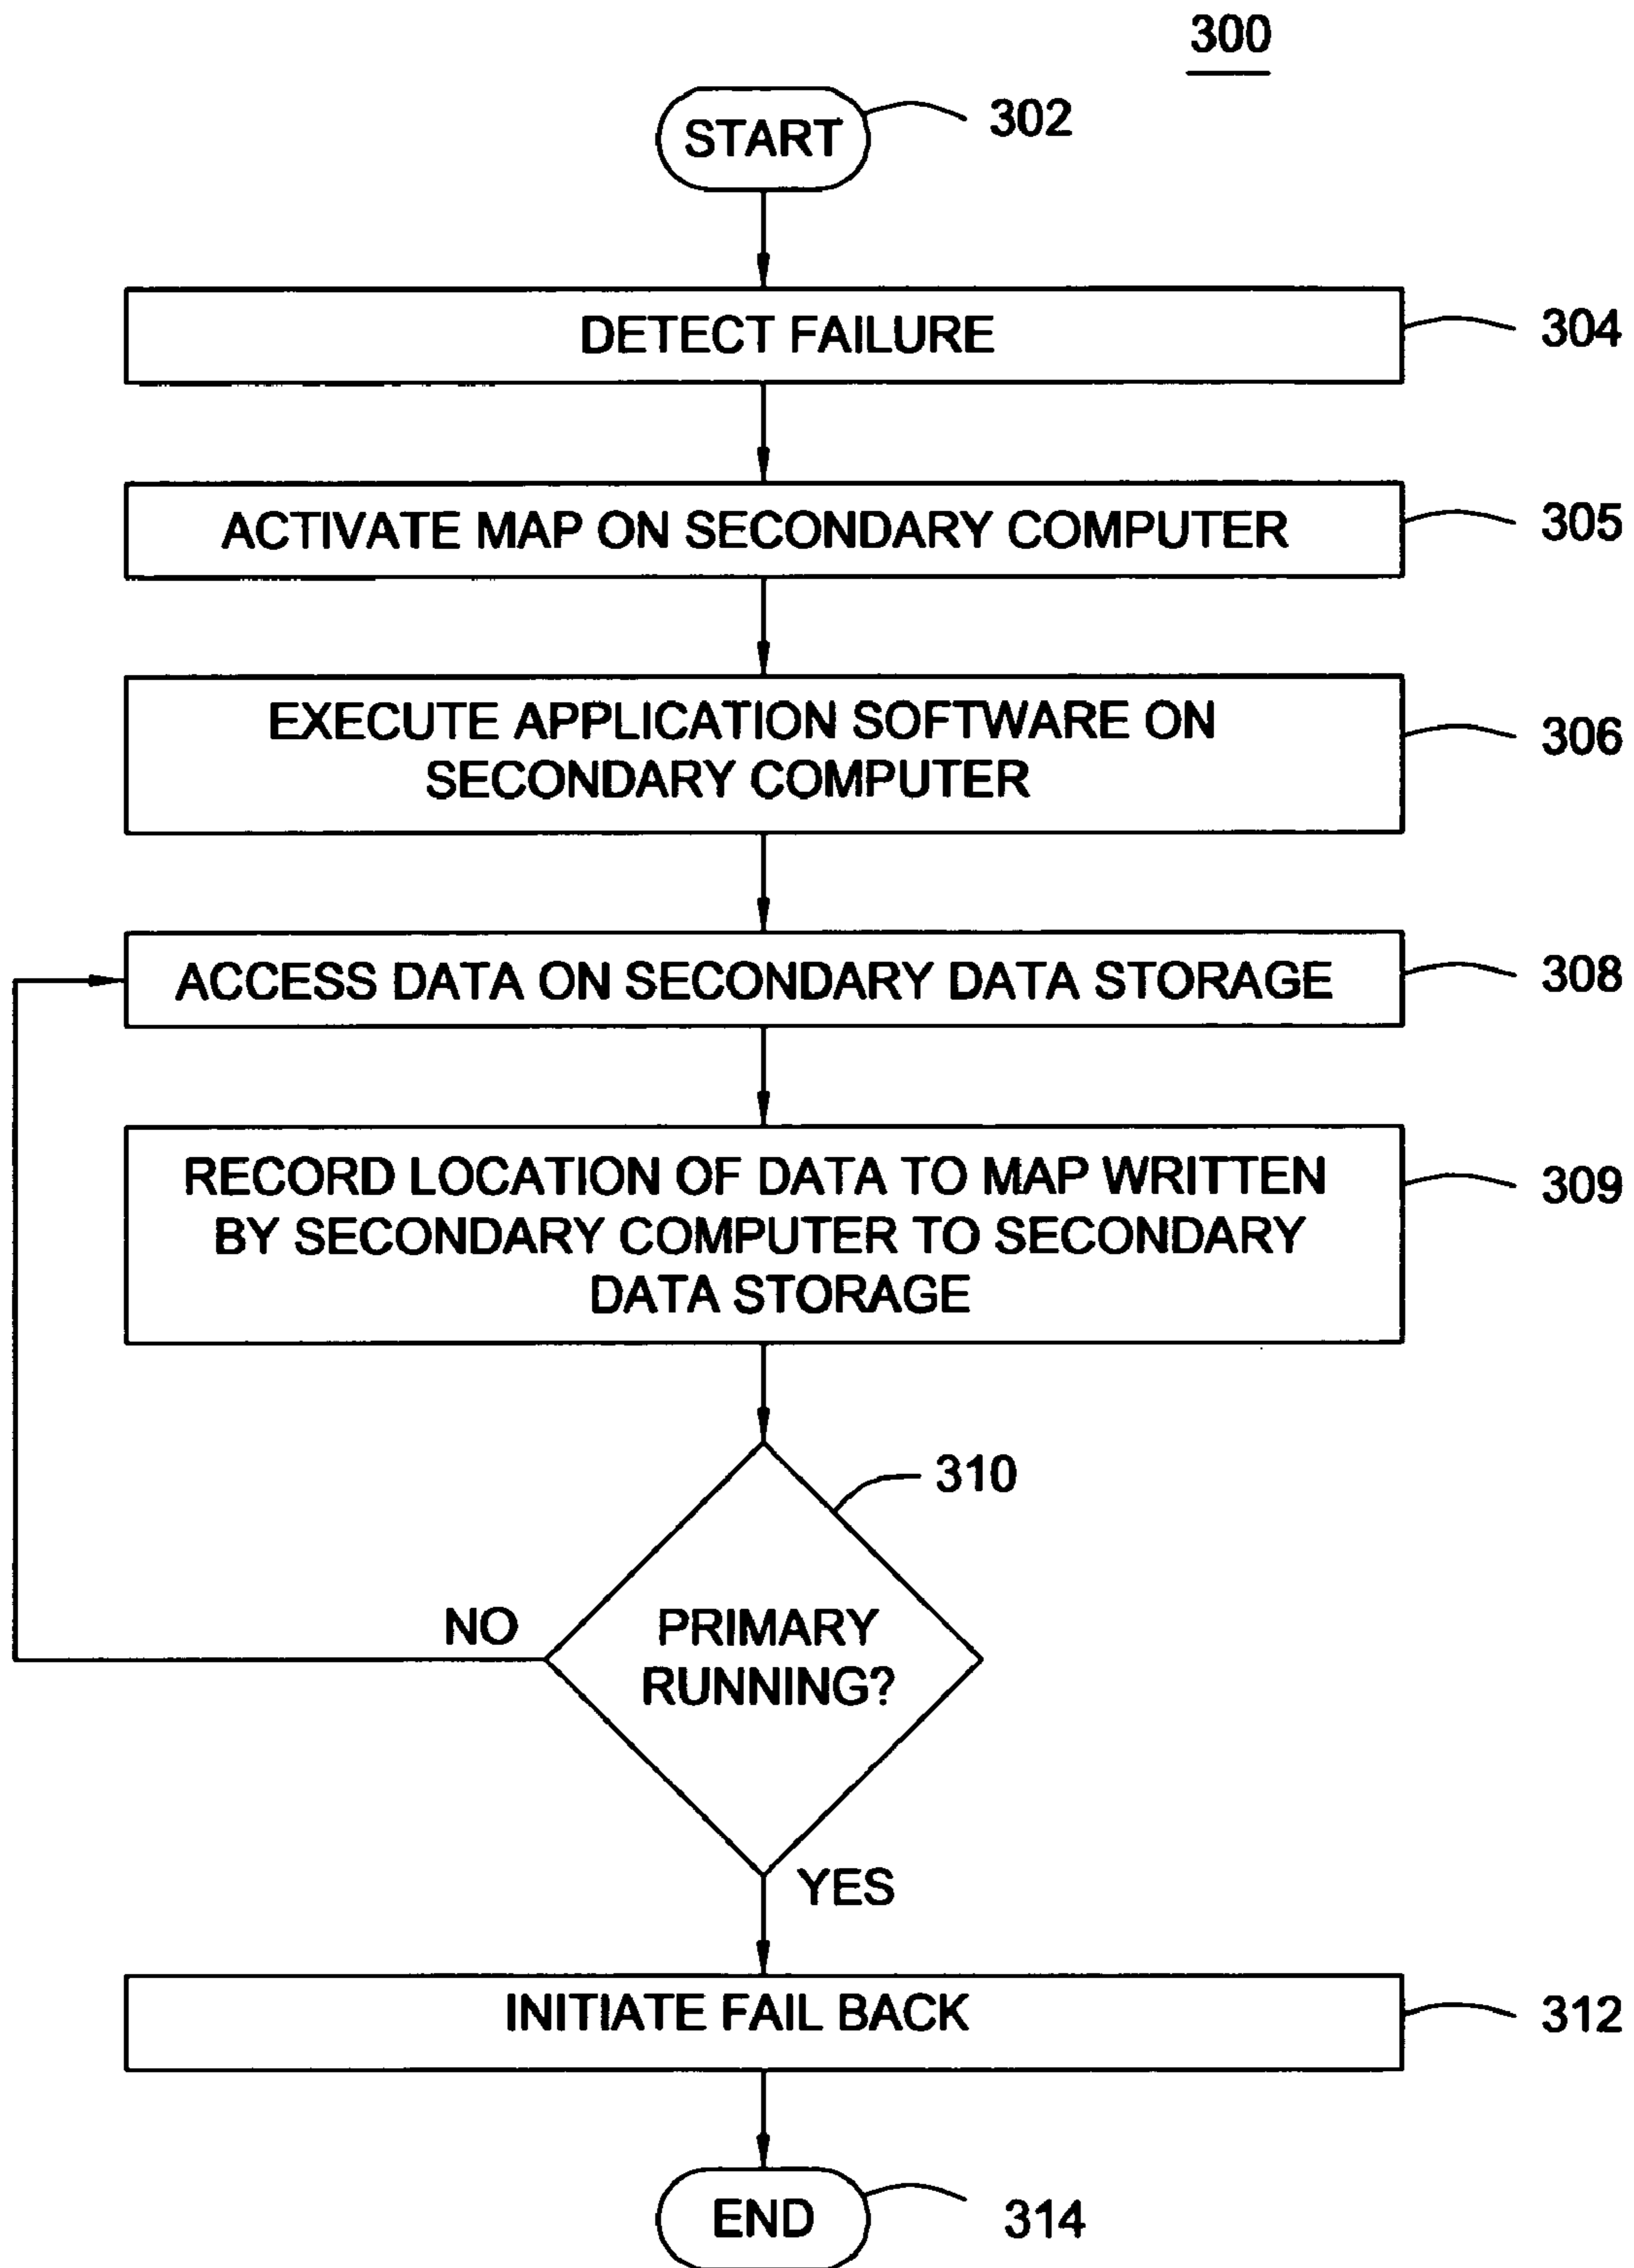 300
START
302
DETECT FAILURE
304
ACTIVATE MAP ON SECONDARY COMPUTER
305
EXECUTE APPLICATION SOFTWARE ON
SECONDARY COMPUTER
306
ACCESS DATA ON SECONDARY DATA STORAGE
308
RECORD LOCATION OF DATA TO MAP WRITTEN
BY SECONDARY COMPUTER TO SECONDARY
DATA STORAGE
309
310
PRIMARY
RUNNING?
NO
YES
INITIATE FAIL BACK
312
END
314